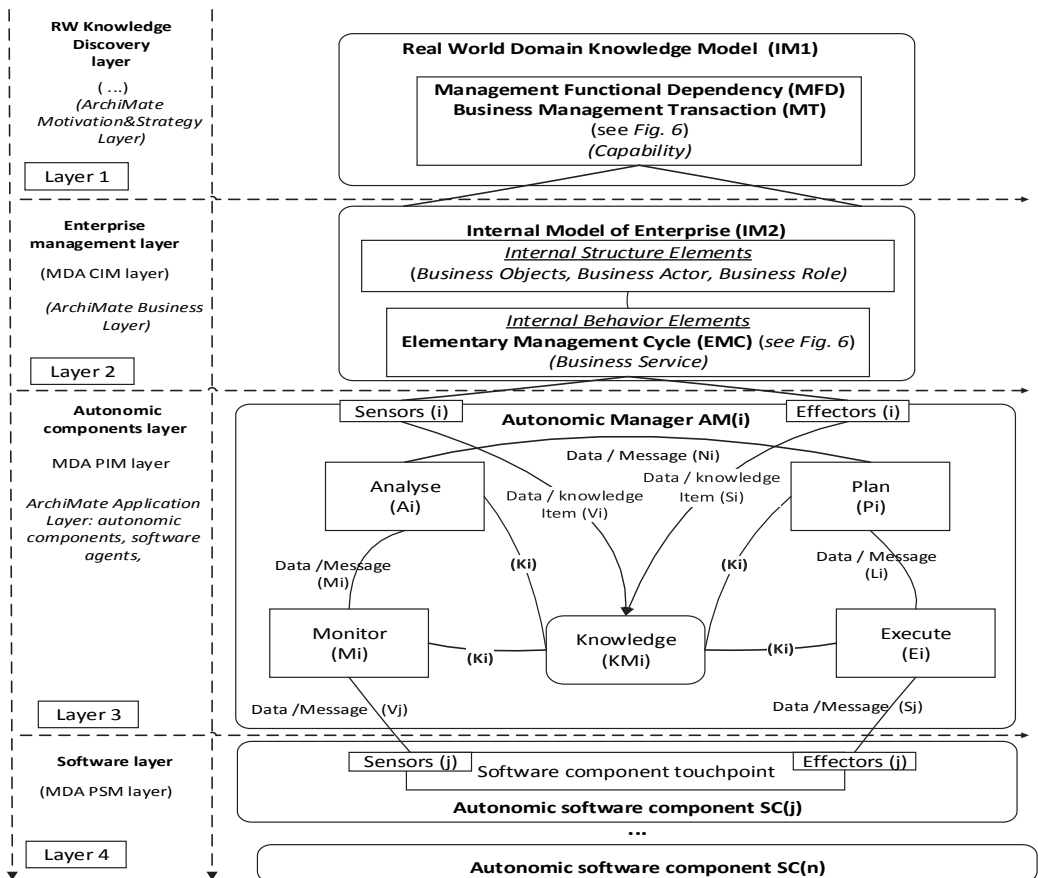 RW Knowledge
Discovery
layer
( ...)
(ArchiMate
Motivation&Strategy
Layer)
Layer 1
Real World Domain Knowledge Model (IM1)
Management Functional Dependency (MFD)
Business Management Transaction (MT)
(see Fig. 6)
(Capability)
Enterprise
management layer
(MDA CIM layer)
(ArchiMate Business
Layer)
Layer 2
Internal Model of Enterprise (IM2)
Internal Structure Elements
(Business Objects, Business Actor, Business Role)
Internal Behavior Elements
Elementary Management Cycle (EMC) (see Fig. 6)
(Business Service)
Autonomic
components layer
MDA PIM layer
ArchiMate Application
Layer: autonomic
components, software
agents,
Layer 3
Sensors (i)
Effectors (i)
Autonomic Manager AM(i)
Data / Message (Ni)
Analyse
(Ai)
Data / knowledge
Item (Vi)
Data / knowledge
Item (Si)
Plan
(Pi)
Data /Message
(Mi)
(Ki)
(Ki)
Data / Message
(Li)
Monitor
(Mi)
(Ki)
Knowledge
(KMi)
(Ki)
Execute
(Ei)
Data /Message (Vj)
Data /Message (Sj)
Software layer
(MDA PSM layer)
Layer 4
Sensors (j)
Software component touchpoint
Effectors (j)
Autonomic software component SC(j)
...
Autonomic software component SC(n)